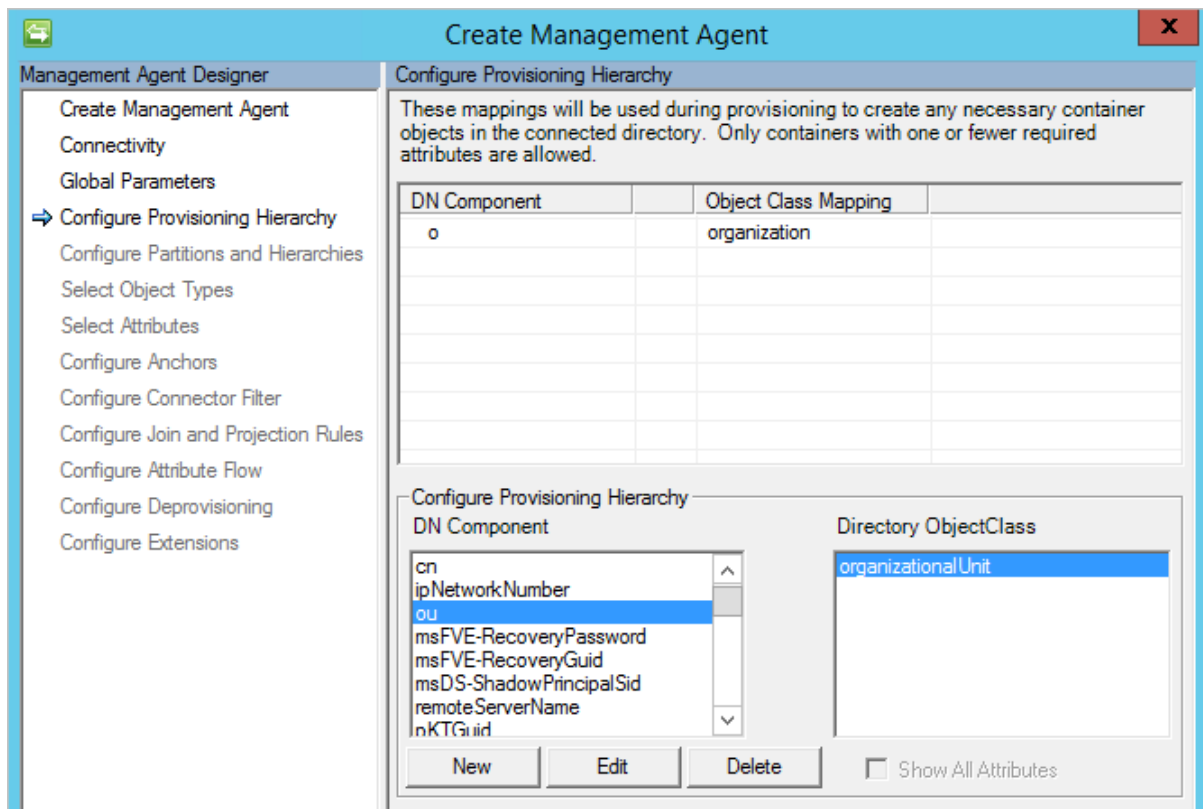 Create Management Agent
x
Management Agent Designer
Create Management Agent
Connectivity
Global Parameters
Configure Provisioning Hierarchy
Configure Partitions and Hierarchies
Select Object Types
Select Attributes
Configure Anchors
Configure Connector Filter
Configure Join and Projection Rules
Configure Attribute Flow
Configure Deprovisioning
Configure Extensions
Configure Provisioning Hierarchy
These mappings will be used during provisioning to create any necessary container
objects in the connected directory. Only containers with one or fewer required
attributes are allowed.
DN Component Object Class Mapping
o organization
Configure Provisioning Hierarchy
DN Component
cn
ipNetworkNumber
ou
msFVE-RecoveryPassword
msFVE-RecoveryGuid
msDS-ShadowPrincipalSid
remoteServerName
pKTGuid
Directory ObjectClass
organizationalUnit
New Edit Delete Show All Attributes